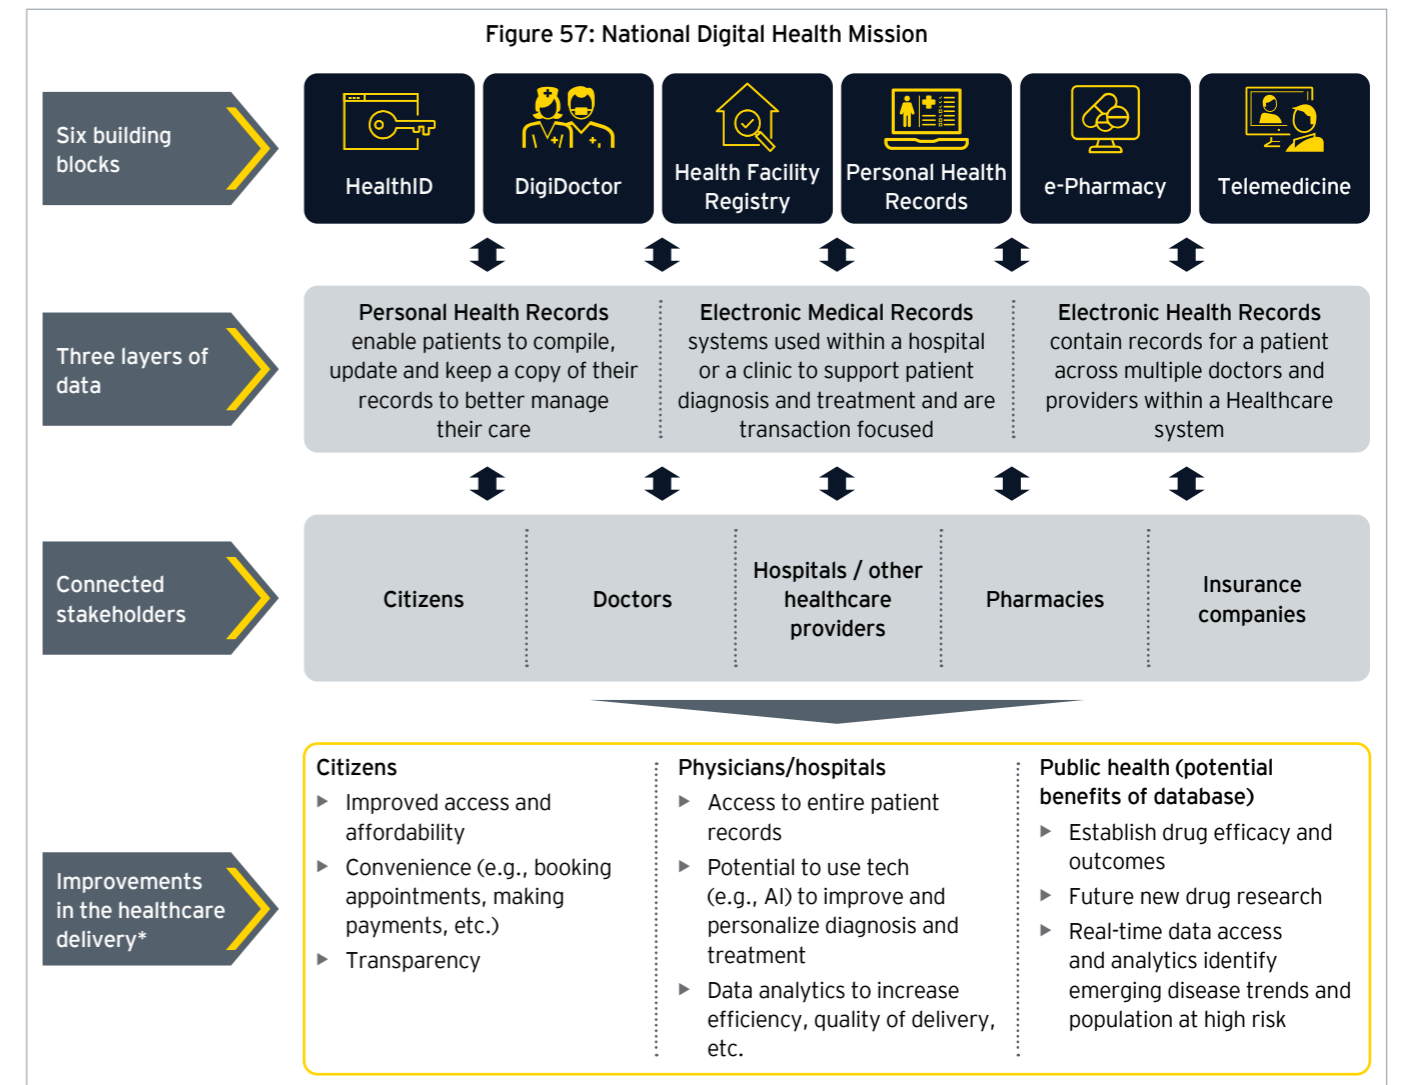 Figure 57: National Digital Health Mission
Six building
blocks
HealthID
DigiDoctor
Health Facility
Registry
Personal Health
Records
e-Pharmacy
Telemedicine
Three layers of
data
Personal Health Records
enable patients to compile,
update and keep a copy of their
records to better manage
their care
Electronic Medical Records
systems used within a hospital
or a clinic to support patient
diagnosis and treatment and are
transaction focused
Electronic Health Records
contain records for a patient
across multiple doctors and
providers within a Healthcare
system
Connected
stakeholders
Citizens
Doctors
Hospitals / other
healthcare
providers
Pharmacies
Insurance
companies
Improvements
in the healthcare
delivery*
Citizens
Improved access and
affordability
Convenience (e.g., booking
appointments, making
payments, etc.)
Transparency
Physicians/hospitals
Access to entire patient
records
Potential to use tech
(e.g., AI) to improve and
personalize diagnosis and
treatment
Data analytics to increase
efficiency, quality of delivery,
etc.
Public health (potential
benefits of database)
Establish drug efficacy and
outcomes
Future new drug research
Real-time data access
and analytics identify
emerging disease trends and
population at high risk